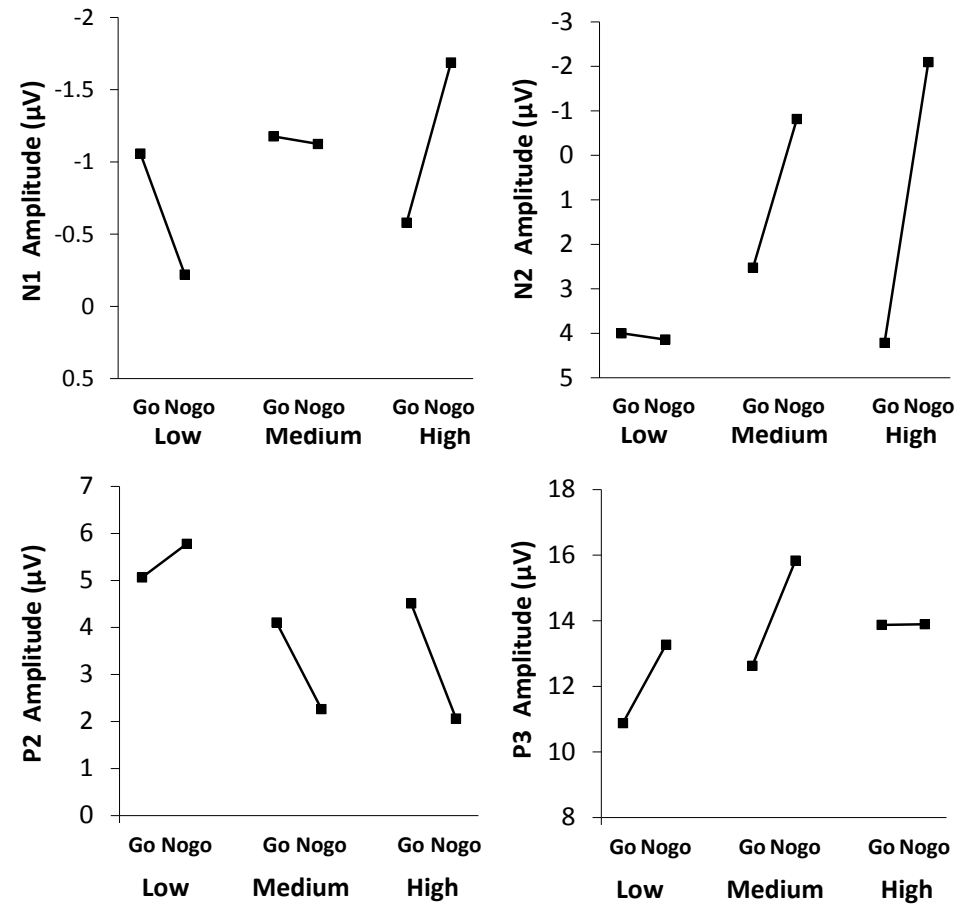 N1 Amplitude (µV)
-2
-1.5
-1
-0.5
0
0.5
Go Nogo Go Nogo Go Nogo
Low Medium High
N2 Amplitude (µV)
-3
-2
-1
0
1
2
3
4
5
Go Nogo Go Nogo Go Nogo
Low Medium High
P2 Amplitude (µV)
7
6
5
4
3
2
1
0
Go Nogo Go Nogo Go Nogo
Low Medium High
P3 Amplitude (µV)
18
16
14
12
10
8
Go Nogo Go Nogo Go Nogo
Low Medium High